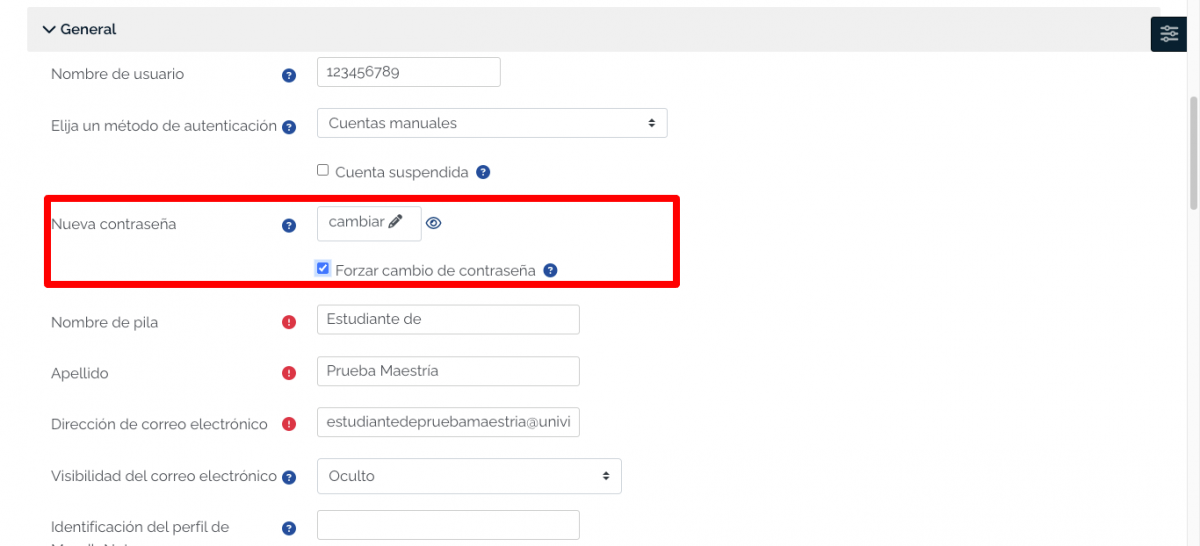 General
Nombre de usuario
123456789
Elija un método de autenticación
Cuentas manuales
Cuenta suspendida
Nueva contraseña
cambiar
Forzar cambio de contraseña
Nombre de pila
Estudiante de
Apellido
Prueba Maestria
Dirección de correo electrónico
estudiantedepruebamaestria@univi
Visibilidad del correo electrónico
Oculto
Identificación del perfil de